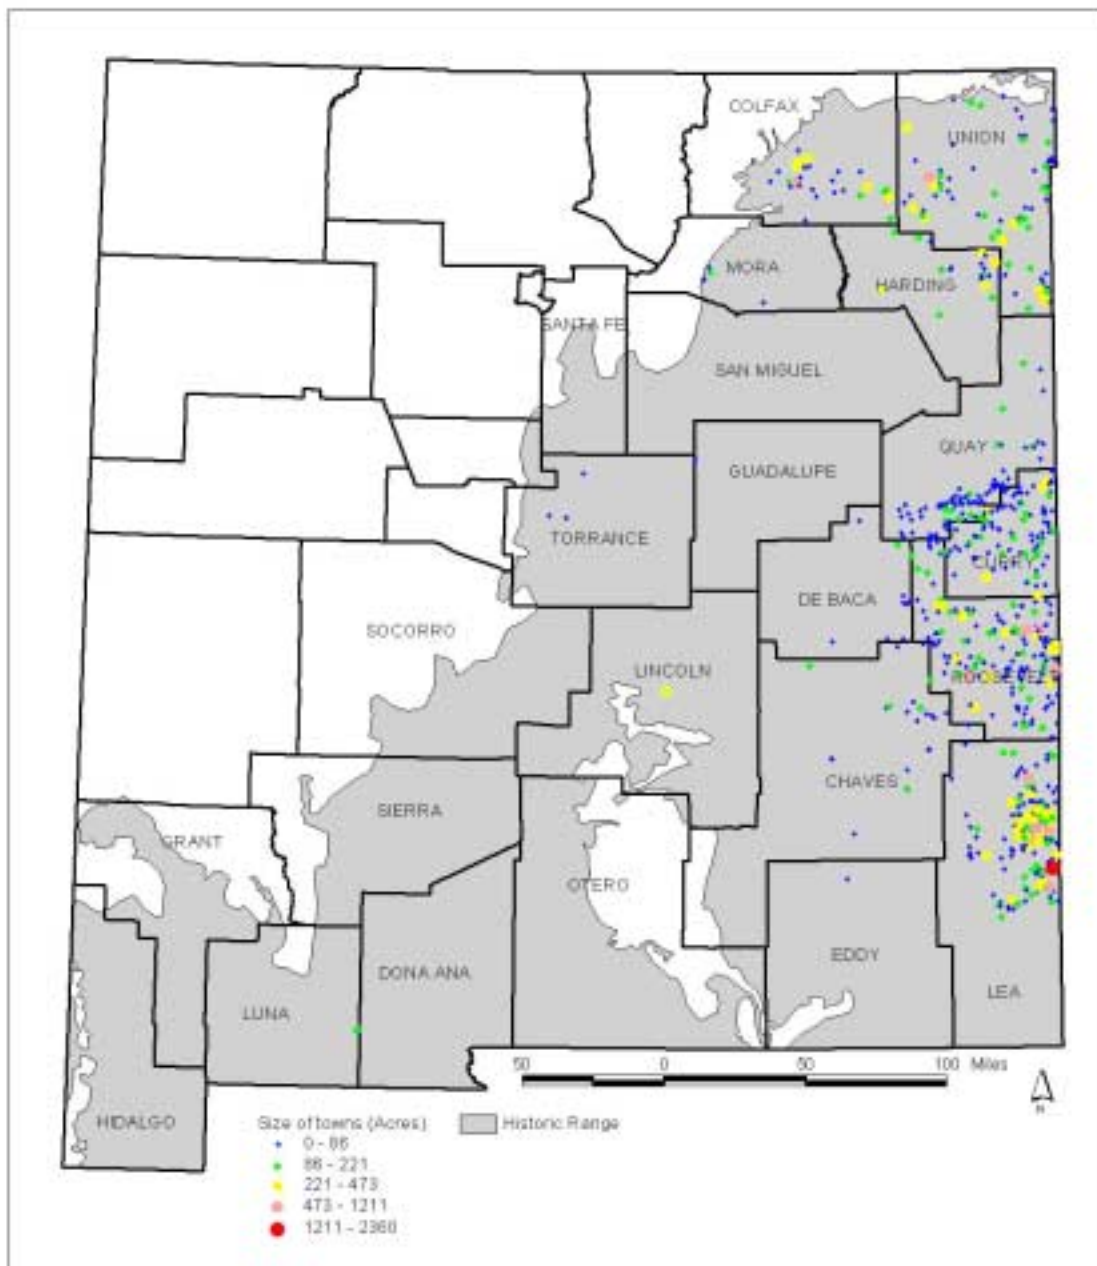 COLFAX
UNION
MORA
HARDING
SANTA FE
SAN MIGUEL
QUAY
GUADALUPE
TORRANCE
CURRY
DE BACA
SOCORRO
LINCOLN
ROOSEVELT
CHAVES
SIERRA
GRANT
OTERO
EDDY
DONA ANA
LEA
LUNA
HIDALGO
50 0 50 100 Miles
N
Size of towns (Acres) Historic Range
0 - 86
86 - 221
221 - 473
473 - 1211
1211 - 2360